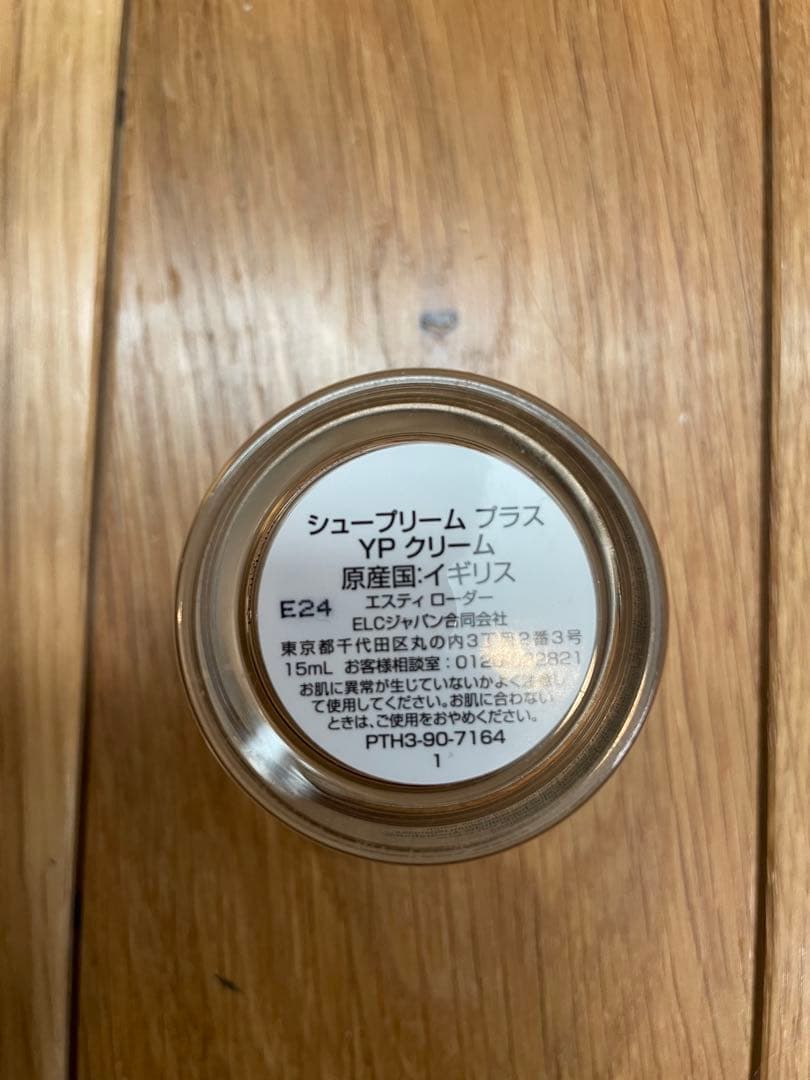 シュープリーム プラス
YP クリーム
原産国:イギリス
E24
エスティ ローダー
ELCジャパン合同会社
東京都千代田区丸の内3丁目2番3号
15mL お客様相談室:
お肌に異常が生じていないかよく注意し
て使用してください。お肌に合わない
ときは、ご使用をおやめください。
PTH3-90-7164
1